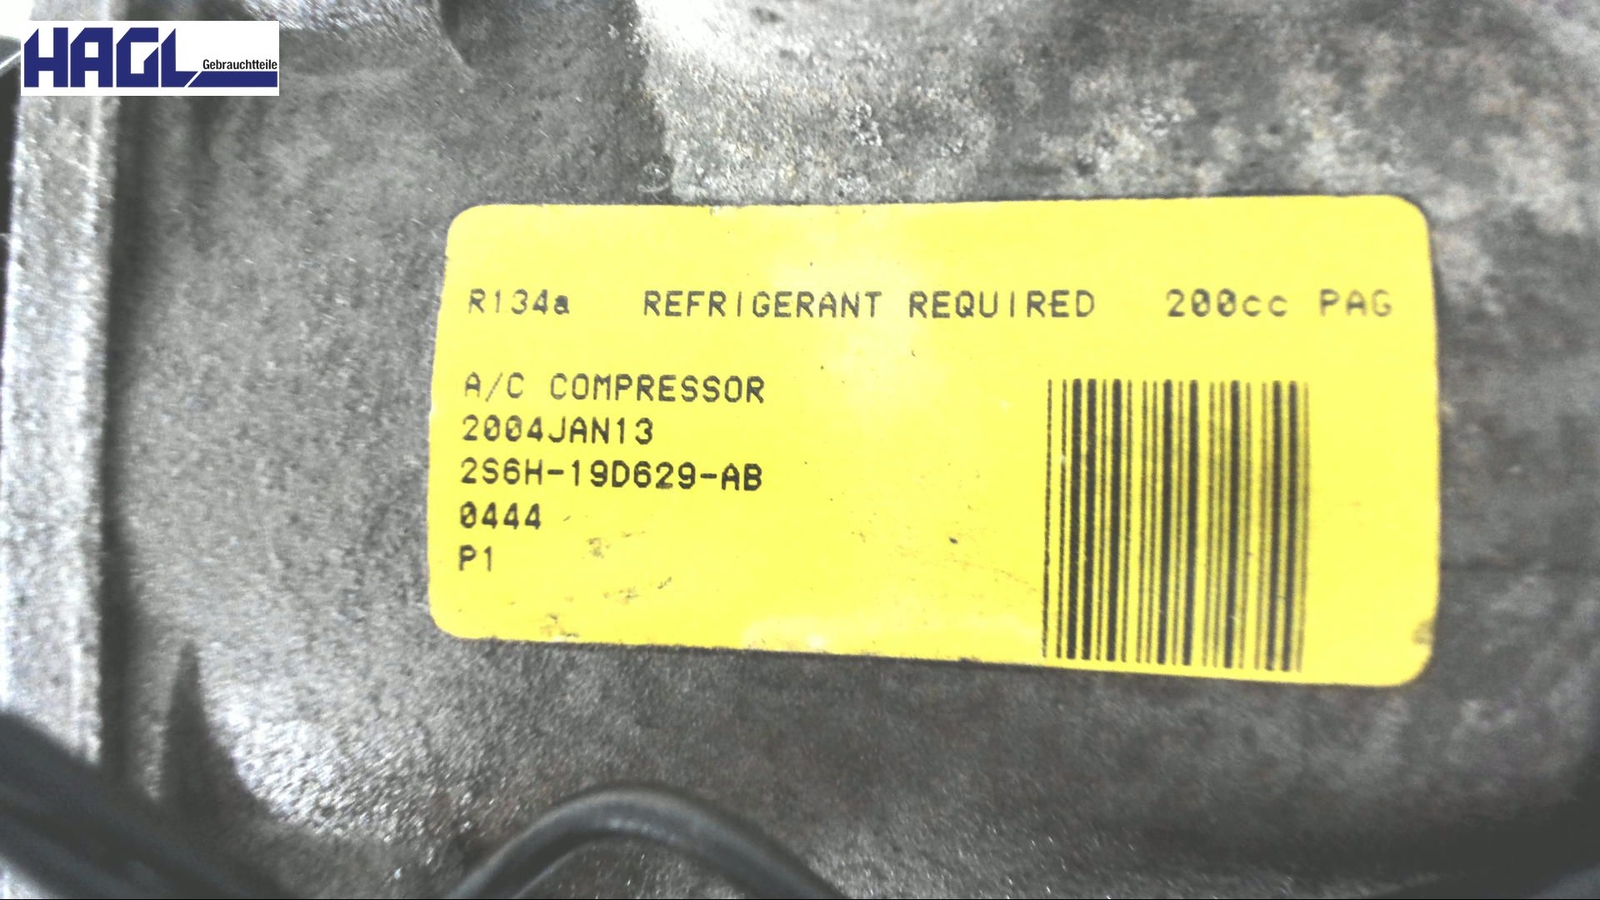 HAGL Gebrauchtteile
R134a REFRIGERANT REQUIRED 200cc PAG
A/C COMPRESSOR
2004JAN13
2S6H-19D629-AB
0444
P1